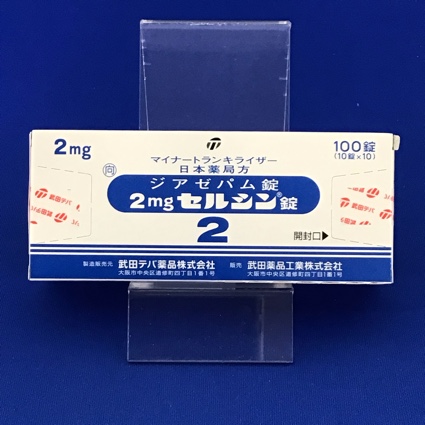 2mg
100錠
(10錠×10)
マイナートランキライザー
日本薬局方
向
ジアゼパム錠
2mgセルシン®錠
2
開封口▶
製造販売元 武田テバ薬品株式会社
大阪市中央区道修町四丁目1番1号
販売 武田薬品工業株式会社
大阪市中央区道修町四丁目1番1号
武田テバ